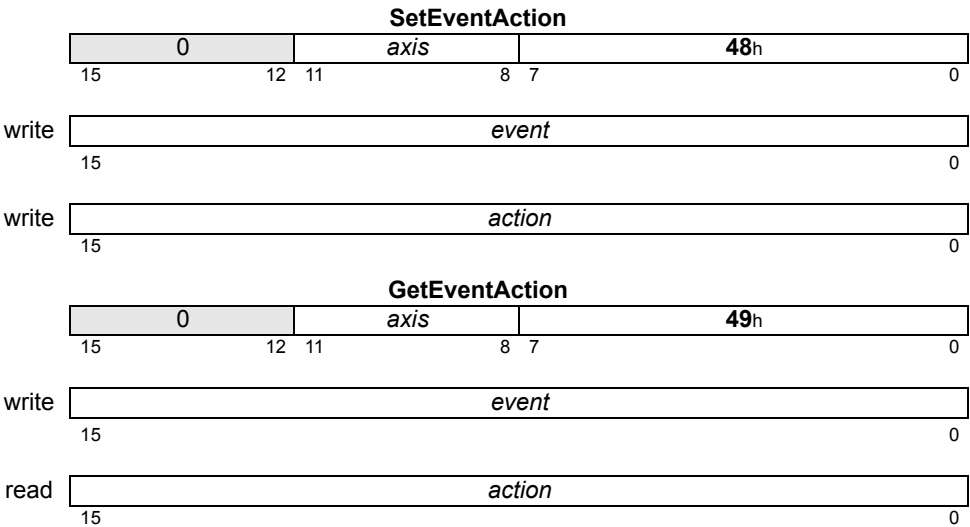 SetEventAction
0 axis 48h
15 12 11 8 7 0
write event
15 0
write action
15 0
GetEventAction
0 axis 49h
15 12 11 8 7 0
write event
15 0
read action
15 0